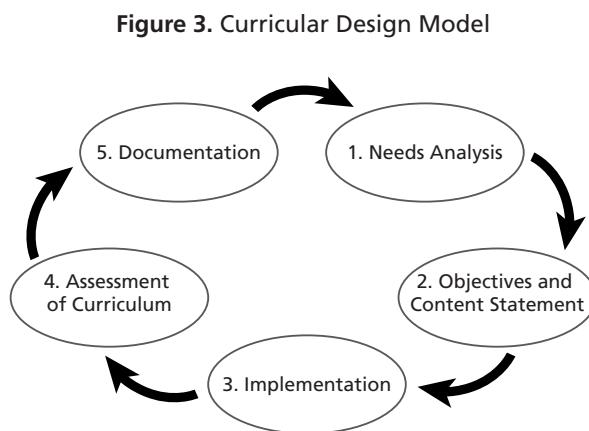 Figure 3. Curricular Design Model
5. Documentation
1. Needs Analysis
4. Assessment
of Curriculum
2. Objectives and
Content Statement
3. Implementation